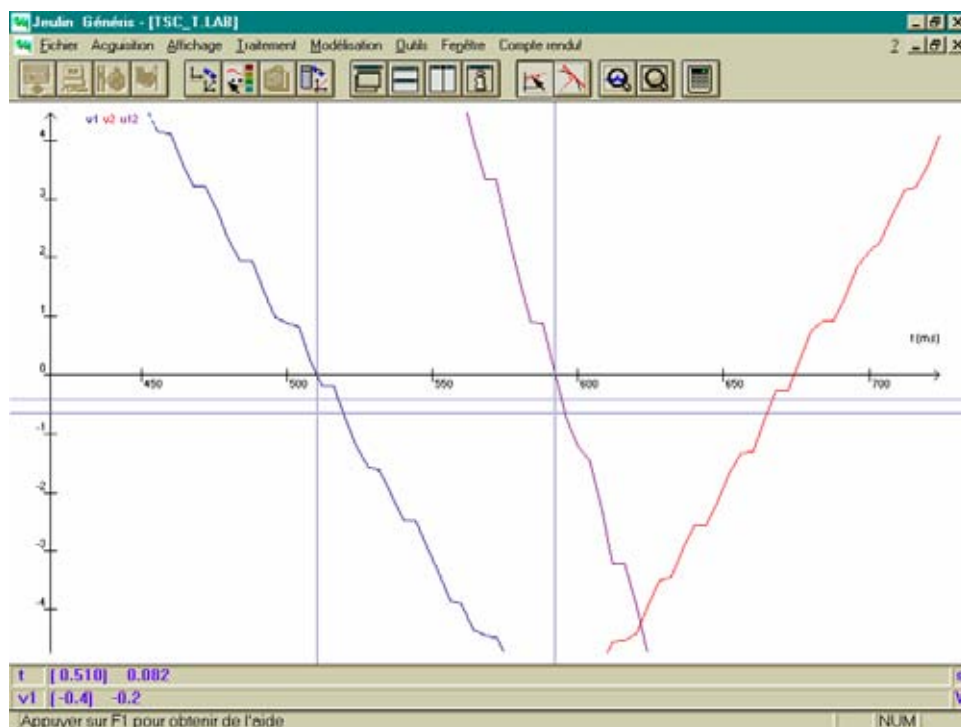 Jeulin Généris - [TSC_T.LAB]
Fichier Acquisition Affichage Traitement Modélisation Outils Fenêtre Compte rendu! ?
v1 v2 u12
4
3
2
1
0
-1
-2
-3
-4
450 500 550 600 650 700
t(ms)
t [0.510] 0.082
v1 [-0.4] -0.2
Appuyer sur F1 pour obtenir de l'aide NUM